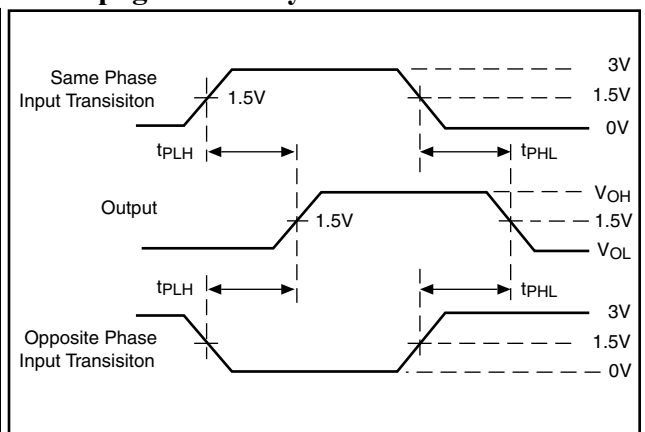 Same Phase
Input Transisiton
1.5V
3V
1.5V
0V
tPLH
tPHL
Output
1.5V
VOH
1.5V
VOL
tPLH
tPHL
Opposite Phase
Input Transisiton
3V
1.5V
0V